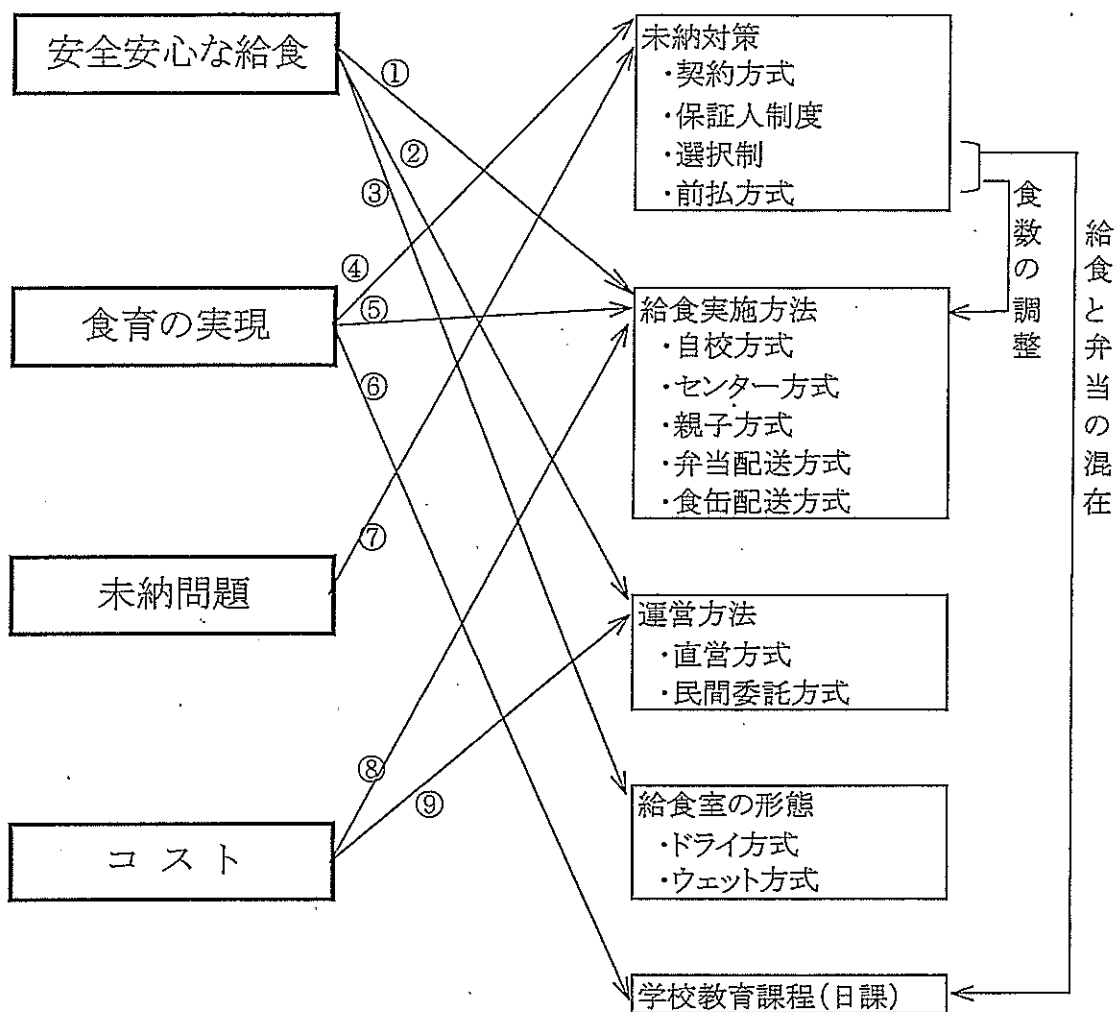 安全安心な給食
食育の実現
未納問題
コスト
①
②
③
④
⑤
⑥
⑦
⑧
⑨
未納対策
・契約方式
・保証人制度
・選択制
・前払方式
給食実施方法
・自校方式
・センター方式
・親子方式
・弁当配送方式
・食缶配送方式
運営方法
・直営方式
・民間委託方式
給食室の形態
・ドライ方式
・ウェット方式
学校教育課程(日課)
食数の調整
給食と弁当の混在